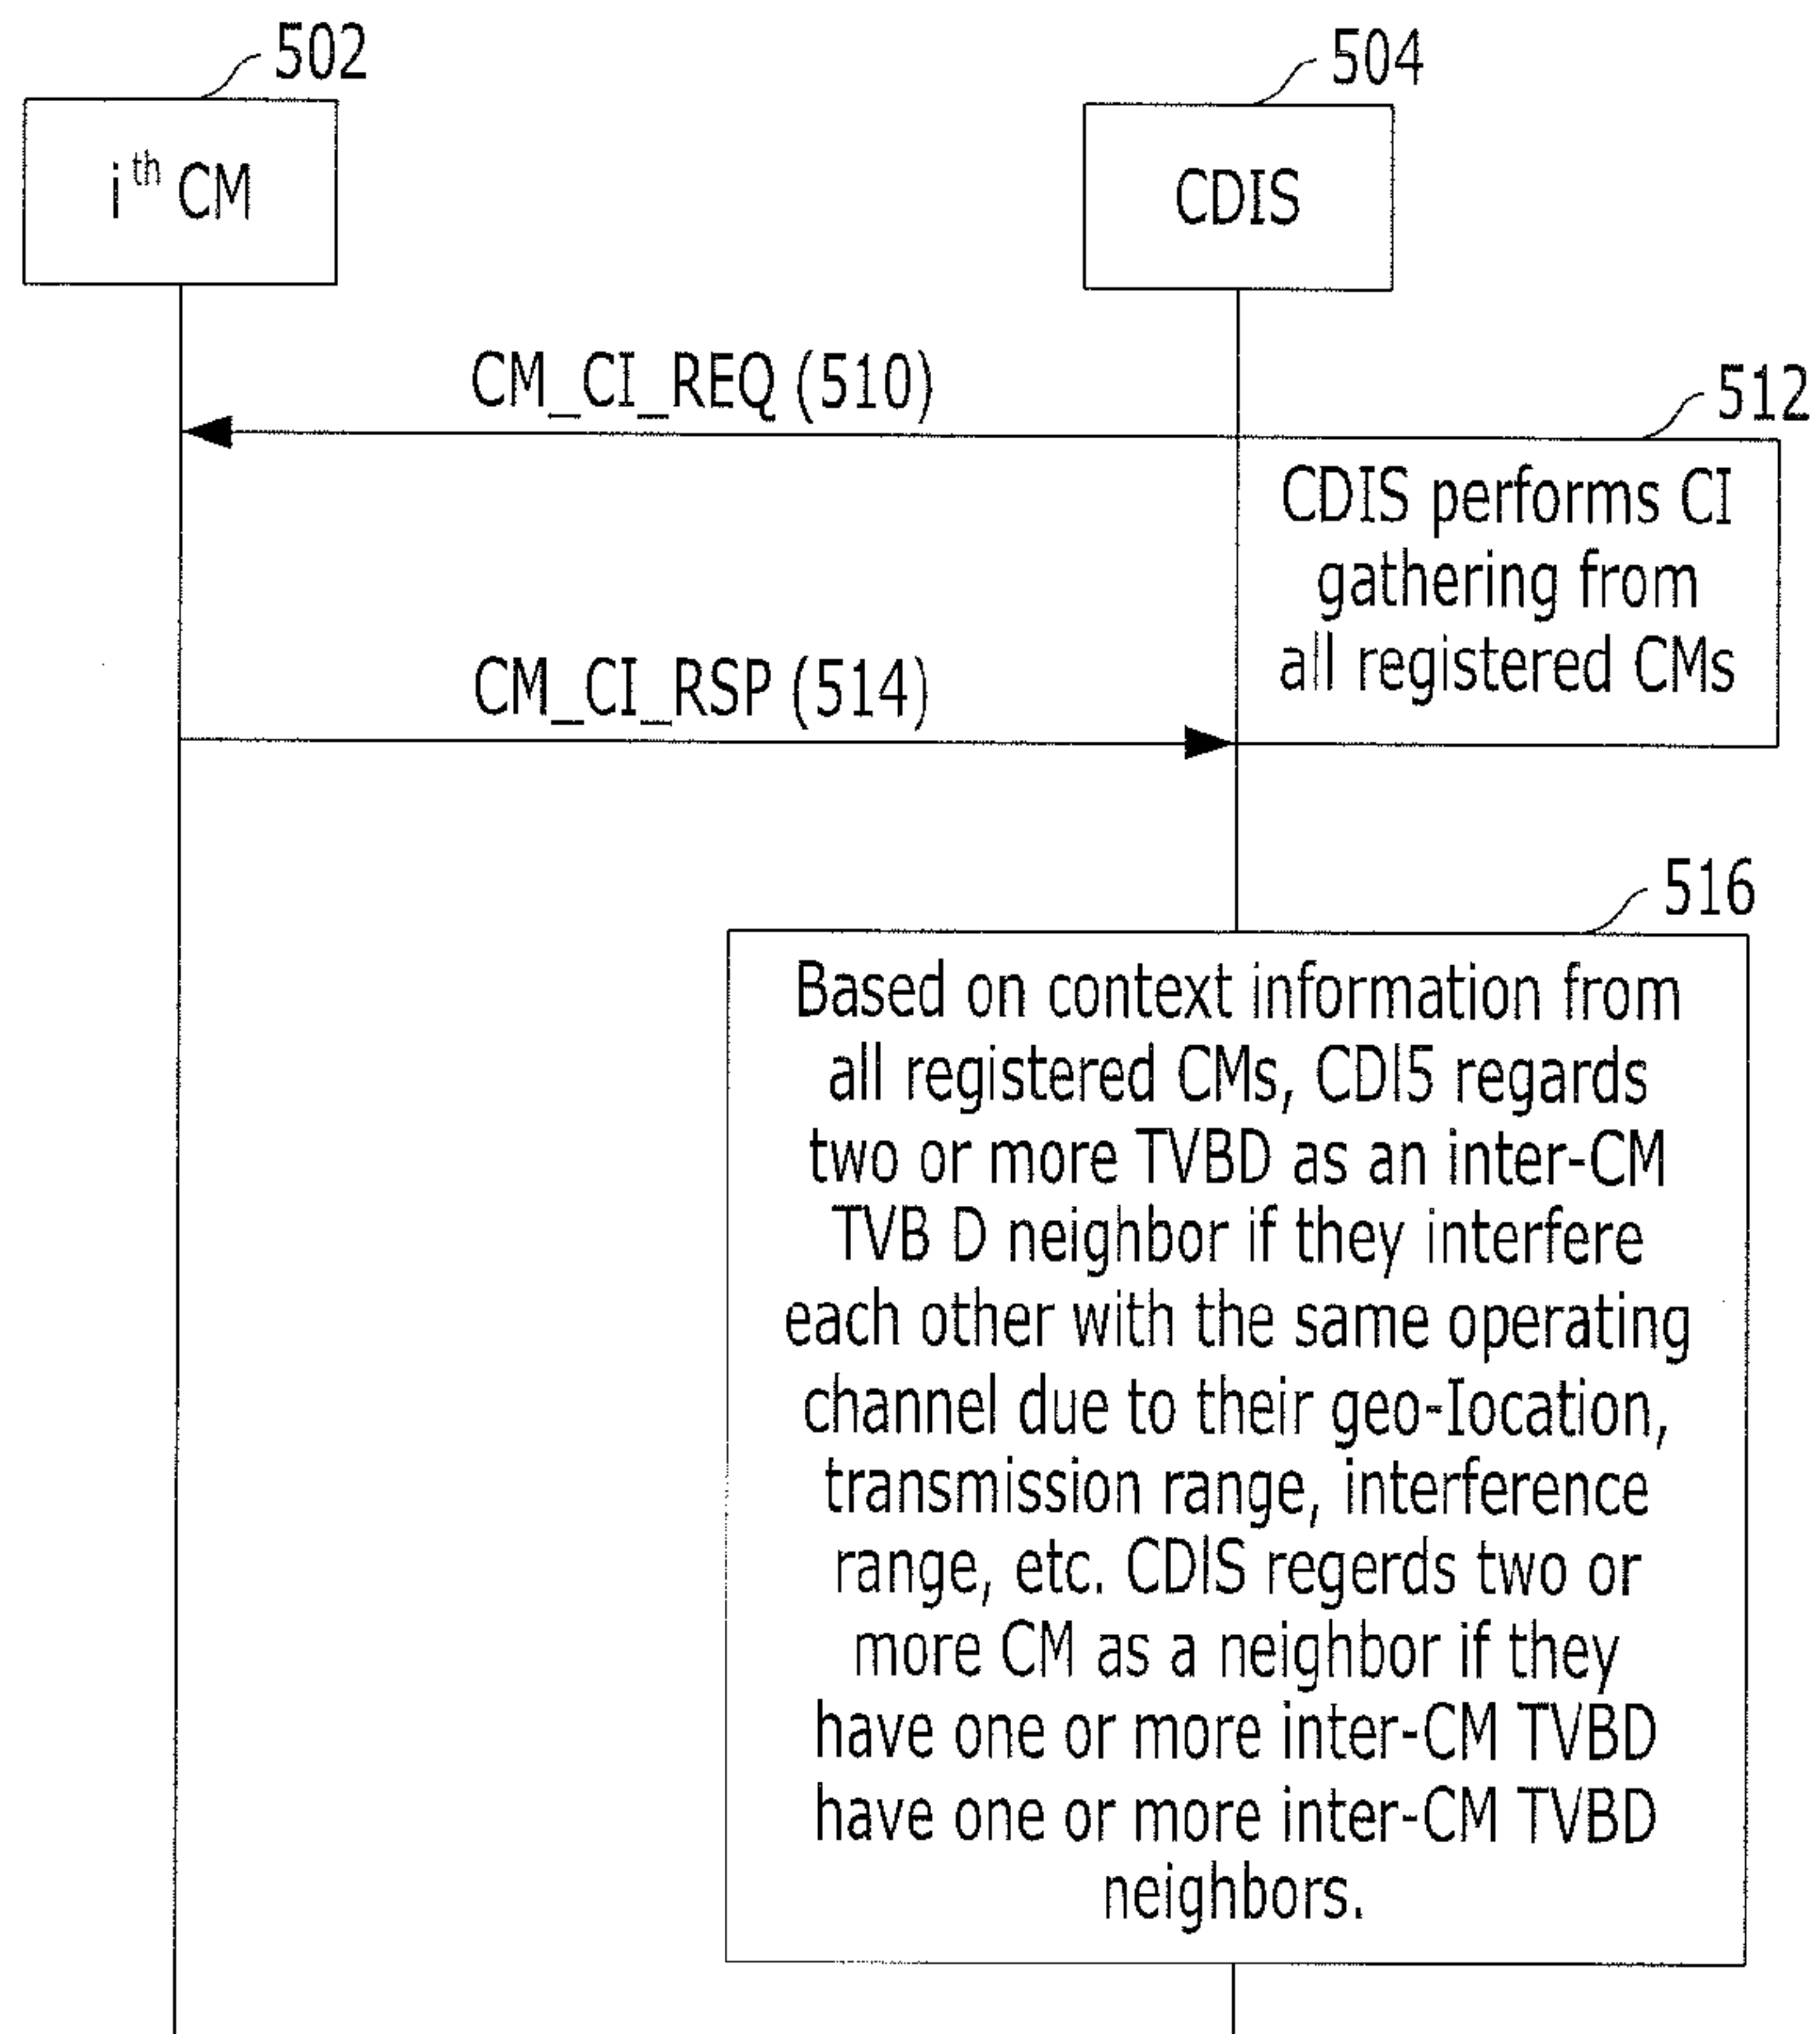 502
504
i^th CM
CDIS
CM_CI_REQ (510)
512
CDIS performs CI
gathering from
all registered CMs
CM_CI_RSP (514)
516
Based on context information from
all registered CMs, CDI5 regards
two or more TVBD as an inter-CM
TVB D neighbor if they interfere
each other with the same operating
channel due to their geo-Iocation,
transmission range, interference
range, etc. CDIS regerds two or
more CM as a neighbor if they
have one or more inter-CM TVBD
have one or more inter-CM TVBD
neighbors.